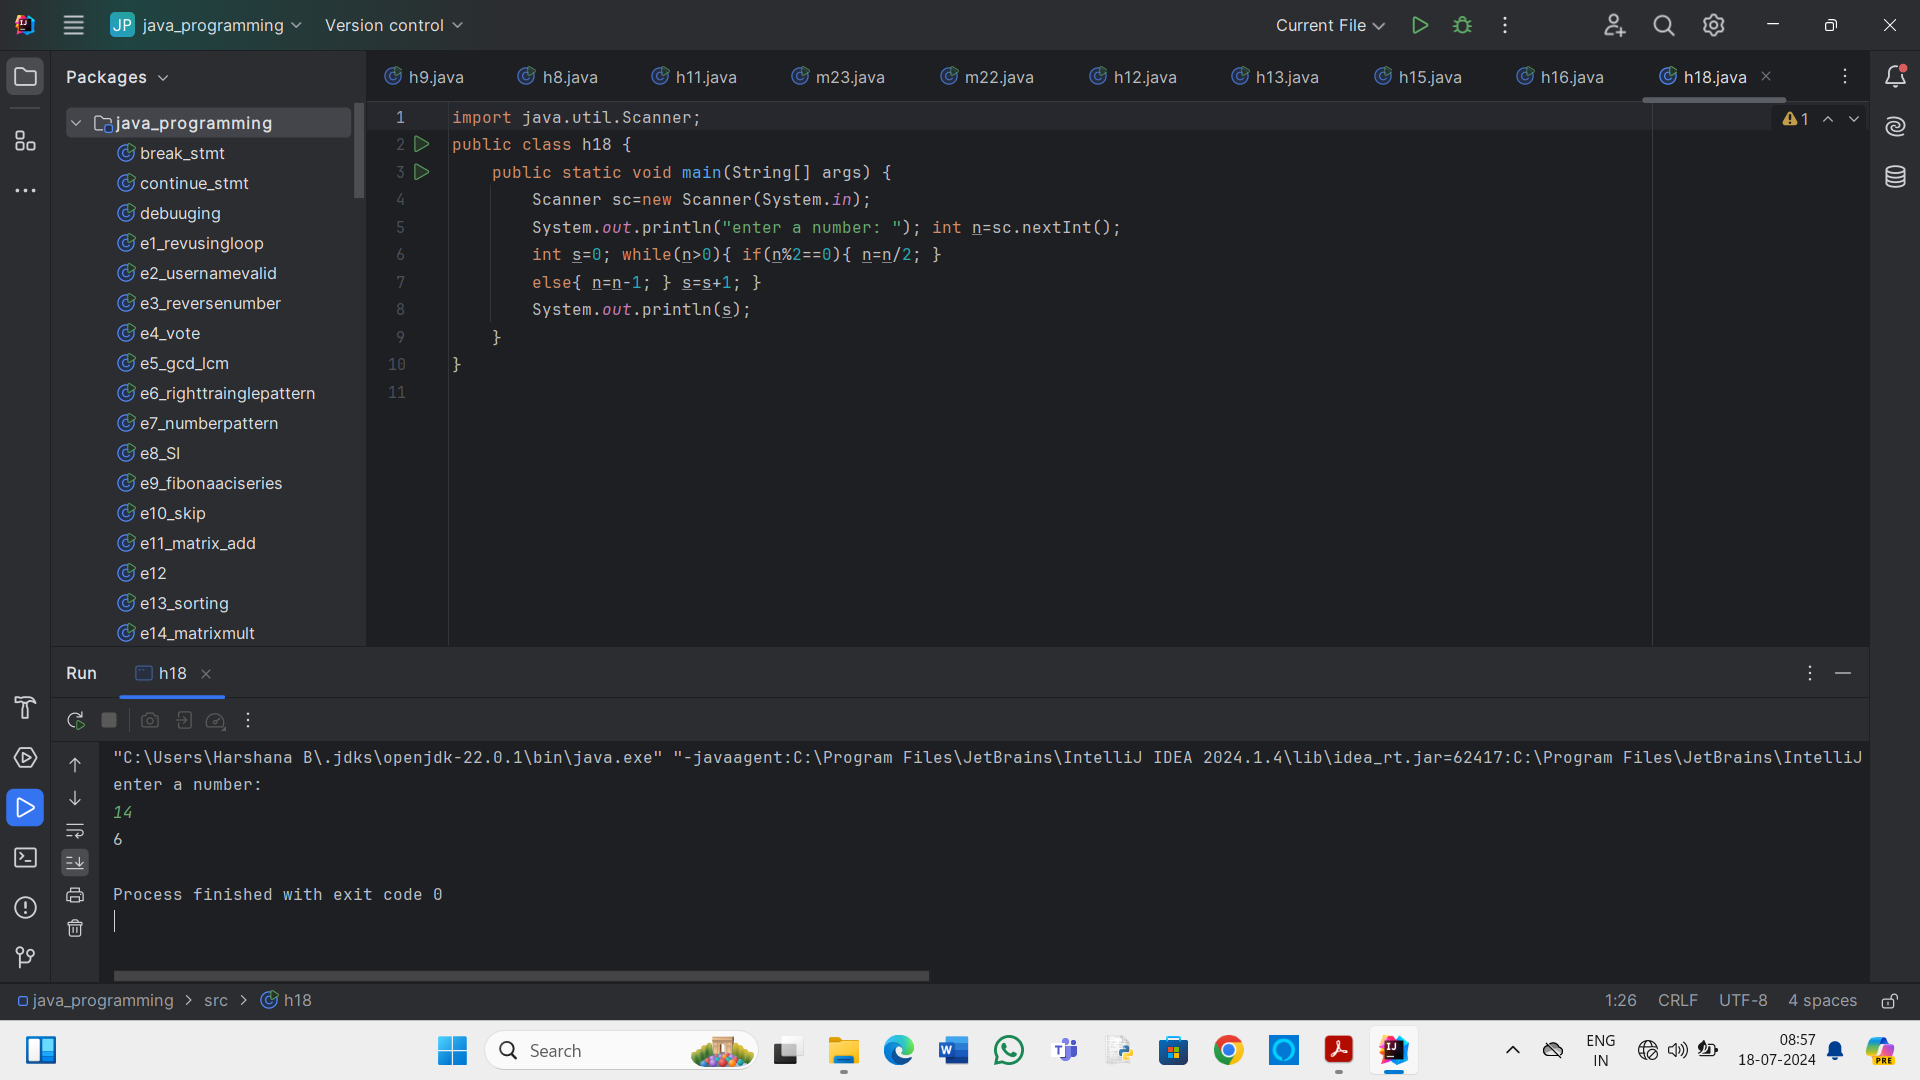 JP java_programming Version control Current File
Packages
h9.java h8.java h11.java m23.java m22.java h12.java h13.java h15.java h16.java h18.java
java_programming
break_stmt
continue_stmt
debuuging
e1_revusingloop
e2_usernamevalid
e3_reversenumber
e4_vote
e5_gcd_lcm
e6_righttrainglepattern
e7_numberpattern
e8_SI
e9_fibonaaciseries
e10_skip
e11_matrix_add
e12
e13_sorting
e14_matrixmult
1 import java.util.Scanner; 1
2 public class h18 {
3 public static void main(String[] args) {
4 Scanner sc=new Scanner(System.in);
5 System.out.println("enter a number: "); int n=sc.nextInt();
6 int s=0; while(n>0){ if(n%2==0){ n=n/2; }
7 else{ n=n-1; } s=s+1; }
8 System.out.println(s);
9 }
10 }
11
Run h18
"C:\Users\Harshana B\.jdks\openjdk-22.0.1\bin\java.exe" "-javaagent:C:\Program Files\JetBrains\IntelliJ IDEA 2024.1.4\lib\idea_rt.jar=62417:C:\Program Files\JetBrains\IntelliJ
enter a number:
14
6
Process finished with exit code 0
java_programming > src > h18 1:26 CRLF UTF-8 4 spaces
Search
ENG
IN
08:57
18-07-2024
PRE